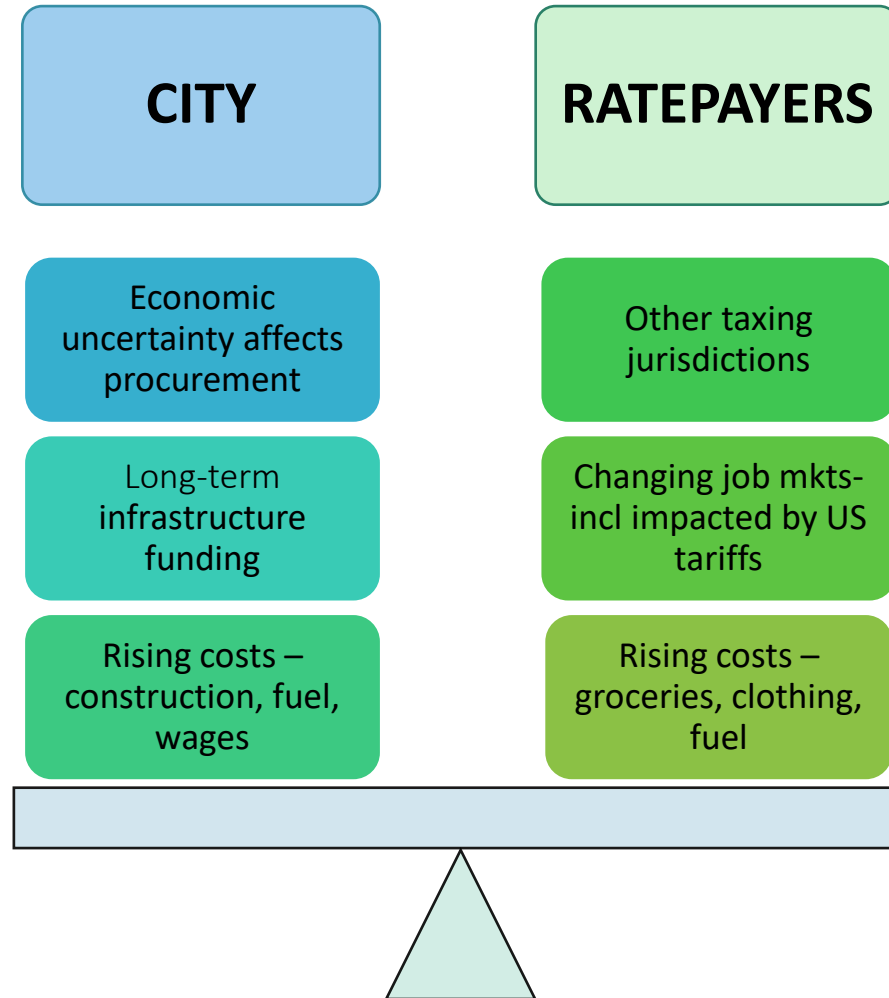 CITY
RATEPAYERS
Economic
uncertainty affects
procurement
Other taxing
jurisdictions
Long-term
infrastructure
funding
Changing job mkts-
incl impacted by US
tariffs
Rising costs –
construction, fuel,
wages
Rising costs –
groceries, clothing,
fuel